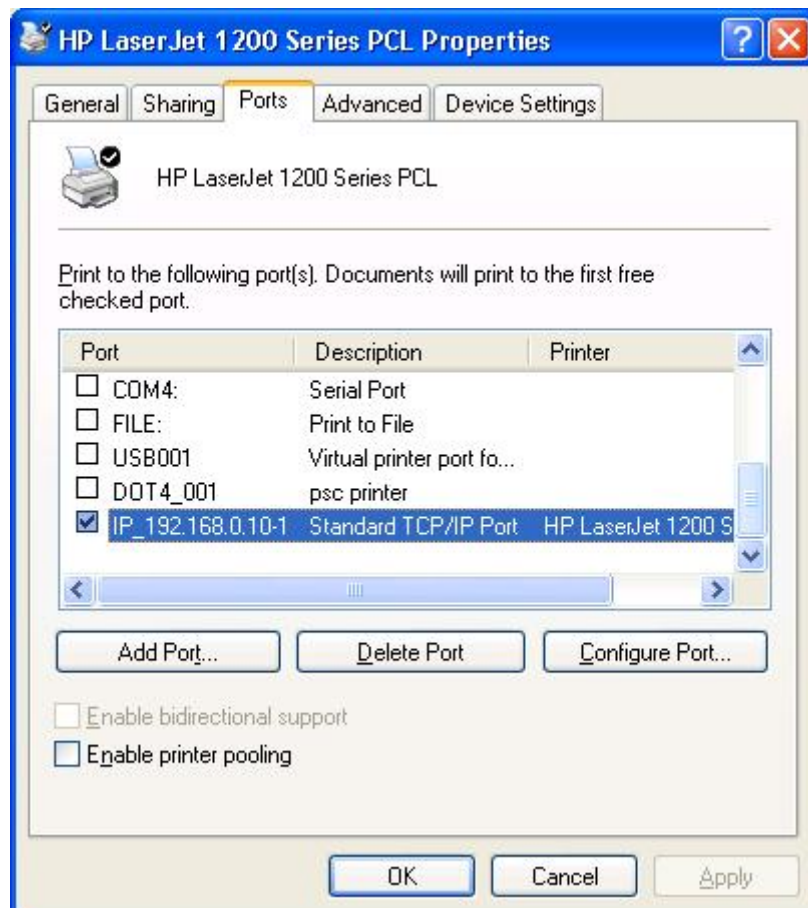 HP LaserJet 1200 Series PCL Properties
General Sharing Ports Advanced Device Settings
HP LaserJet 1200 Series PCL
Print to the following port(s). Documents will print to the first free
checked port.
Port Description Printer
COM4: Serial Port
FILE: Print to File
USB001 Virtual printer port fo...
DOT4_001 psc printer
IP_192.168.0.10-1 Standard TCP/IP Port HP LaserJet 1200 S
Add Port... Delete Port Configure Port...
Enable bidirectional support
Enable printer pooling
OK Cancel Apply